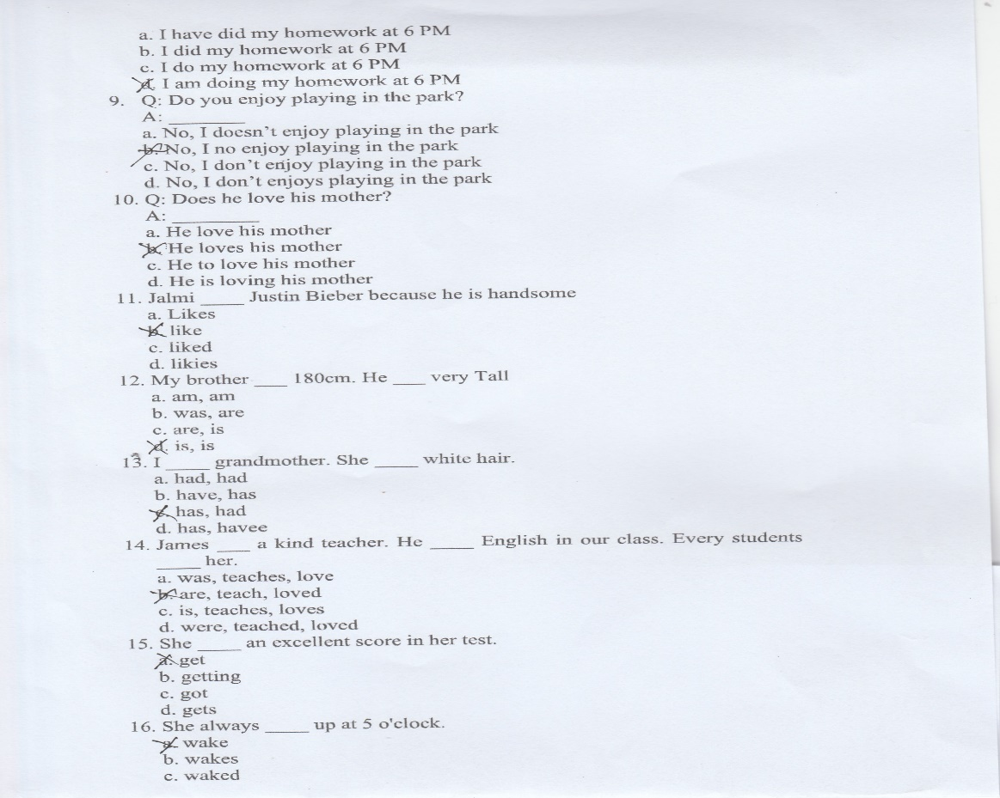 a. I have did my homework at 6 PM
b. I did my homework at 6 PM
c. I do my homework at 6 PM
d. I am doing my homework at 6 PM
9. Q: Do you enjoy playing in the park?
A: ________
a. No, I doesn't enjoy playing in the park
b. No, I no enjoy playing in the park
c. No, I don't enjoy playing in the park
d. No, I don't enjoys playing in the park
10. Q: Does he love his mother?
A: _________
a. He love his mother
b. He loves his mother
c. He to love his mother
d. He is loving his mother
11. Jalmi _____ Justin Bieber because he is handsome
a. Likes
b. like
c. liked
d. likies
12. My brother ____ 180cm. He ____ very Tall
a. am, am
b. was, are
c. are, is
d. is, is
13. I _____ grandmother. She _____ white hair.
a. had, had
b. have, has
c. has, had
d. has, havee
14. James ____ a kind teacher. He _____ English in our class. Every students
_____ her.
a. was, teaches, love
b. are, teach, loved
c. is, teaches, loves
d. were, teached, loved
15. She _____ an excellent score in her test.
a. get
b. getting
c. got
d. gets
16. She always _____ up at 5 o'clock.
a. wake
b. wakes
c. waked